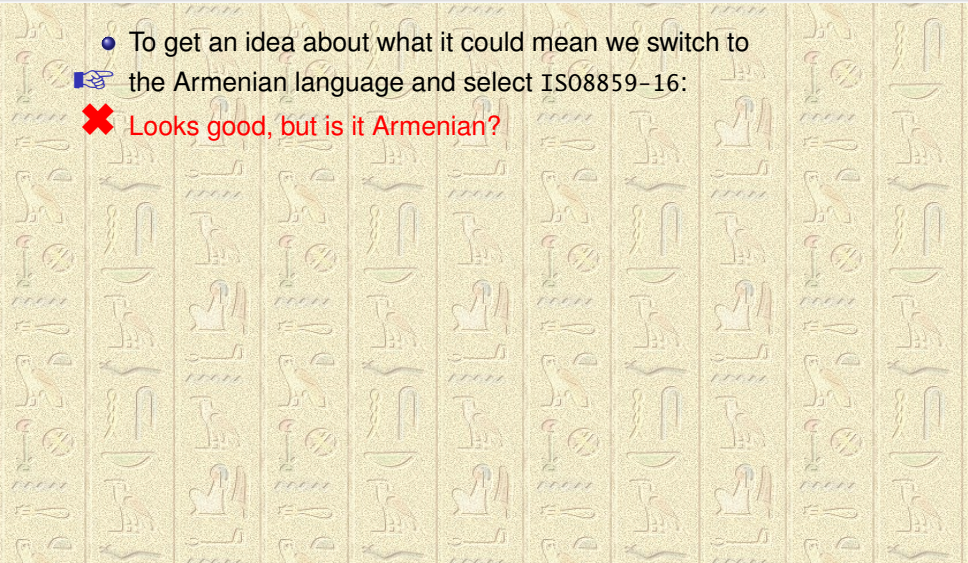 To get an idea about what it could mean we switch to
the Armenian language and select ISO8859-16:
Looks good, but is it Armenian?